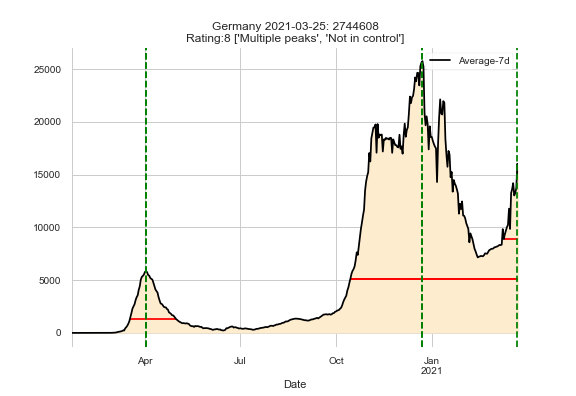 Germany 2021-03-25: 2744608
Rating:8 ['Multiple peaks', 'Not in control']
Average-7d
25000
20000
15000
10000
5000
0
Apr
Jul
Oct
Jan
2021
Date